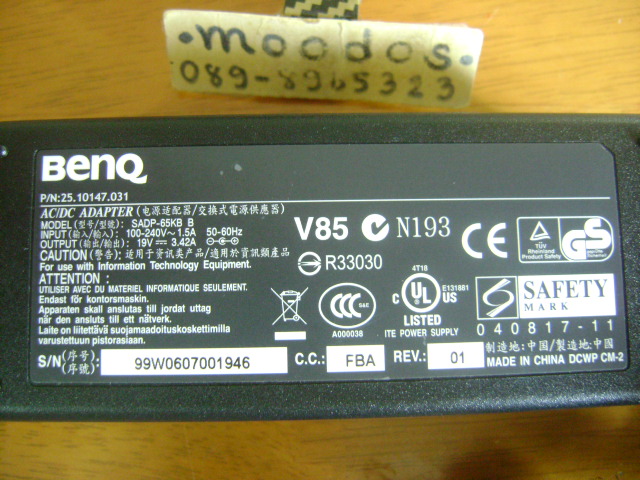 .moodos.
089-8965323
BenQ
P/N:25.10147.031
AC/DC ADAPTER (电源适配器/交換式電源供應器)
MODEL (型号/型號): SADP-65KB B
INPUT (输入/輸入): 100-240V~ 1.5A 50-60Hz
OUTPUT (输出/輸出): 19V 3.42A
CAUTION (警告): 适用于资讯类产品/適用於資訊類產品
For use with Information Technology Equipment.
ATTENTION :
UTILISER AVEC DU MATERIEL INFORMATIQUE SEULEMENT.
Endast för kontorsmaskin.
Apparaten skall anslutas till jordat uttag
när den ansluts till ett nätverk.
Laite on liitettävä suojamaadoituskoskettimilla
varustettuun pistorasiaan.
V85 N193
R33030
CCC S&E
A000038
4T18
C UL US
E131881
LISTED
ITE POWER SUPPLY
CE
TÜV
Rheinland
Product Safety
GS
SAFETY
MARK
040817-11
制造地: 中国/製造地: 中國
MADE IN CHINA DCWP CM-2
S/N(序号/序號): 99W0607001946 C.C.: FBA REV.: 01